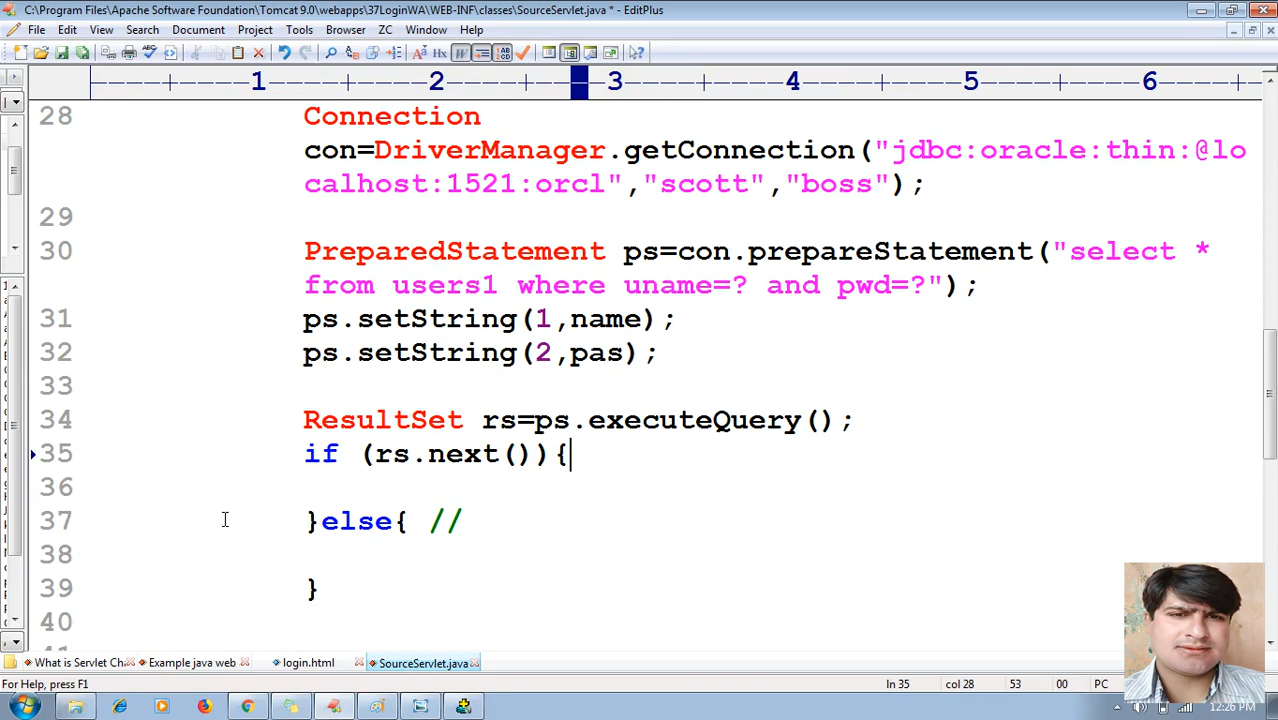 C:\Program Files\Apache Software Foundation\Tomcat 9.0\webapps\37LoginWA\WEB-INF\classes\SourceServlet.java * - EditPlus
File Edit View Search Document Project Tools Browser ZC Window Help
1 2 3 4 5 6
28 Connection
con=DriverManager.getConnection("jdbc:oracle:thin:@lo
calhost:1521:orcl","scott","boss");
29
30 PreparedStatement ps=con.prepareStatement("select *
from users1 where uname=? and pwd=?");
31 ps.setString(1,name);
32 ps.setString(2,pas);
33
34 ResultSet rs=ps.executeQuery();
35 if (rs.next()){
36
37 }else{ //
38
39 }
40
What is Servlet Ch Example java web login.html SourceServlet.java
For Help, press F1 ln 35 col 28 53 00 PC
12:26 PM